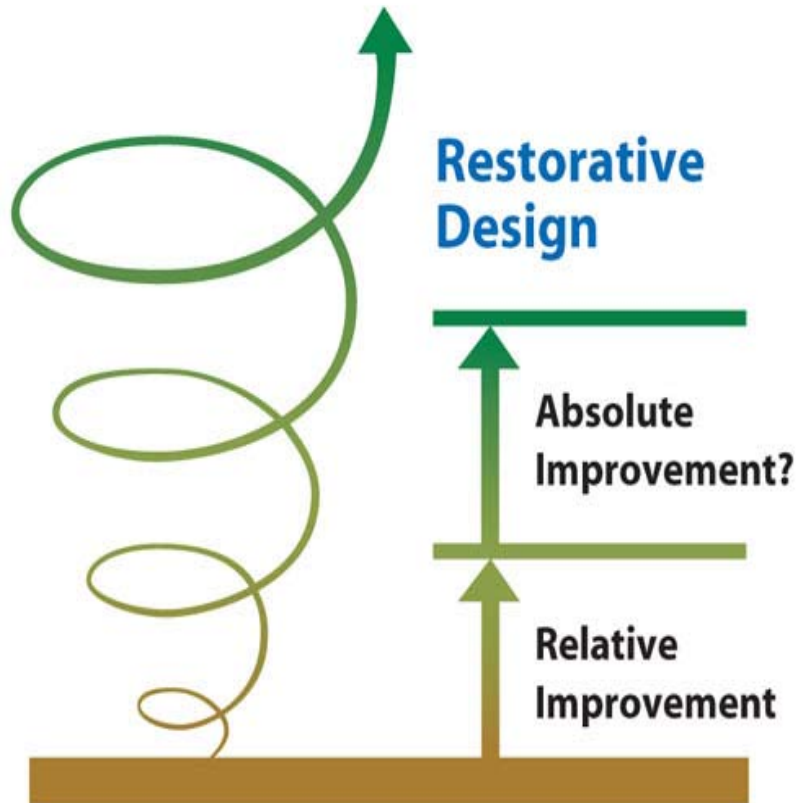 Restorative
Design
Absolute
Improvement?
Relative
Improvement